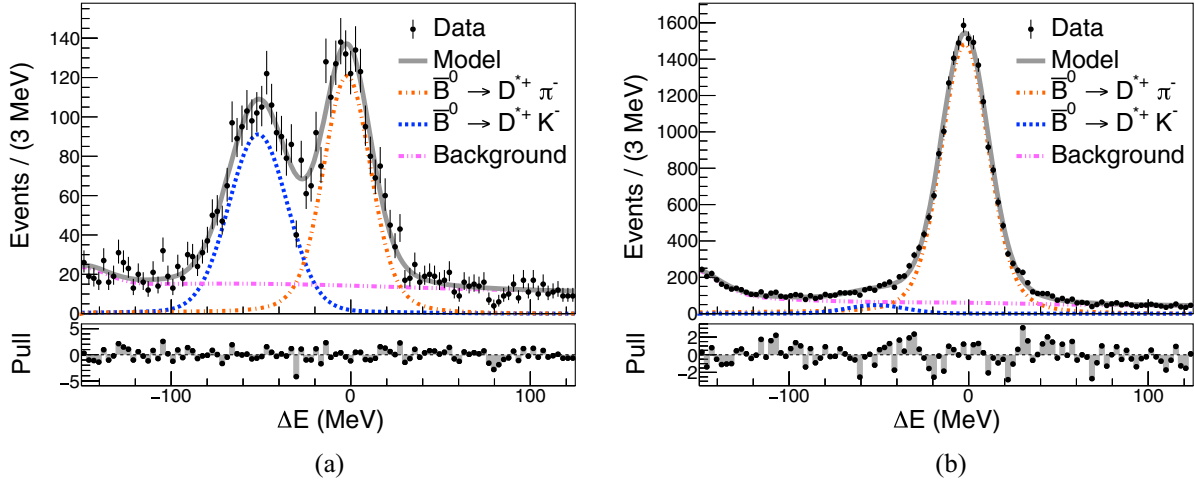 Events / (3 MeV)
140
120
100
80
60
40
20
0
Data
Model
B̅⁰ → D*+ π-
B̅⁰ → D*+ K-
Background
Pull
5
0
−5
−100
0
100
ΔE (MeV)
(a)
Events / (3 MeV)
1600
1400
1200
1000
800
600
400
200
0
Data
Model
B̅⁰ → D*+ π-
B̅⁰ → D*+ K-
Background
Pull
2
0
−2
−100
0
100
ΔE (MeV)
(b)